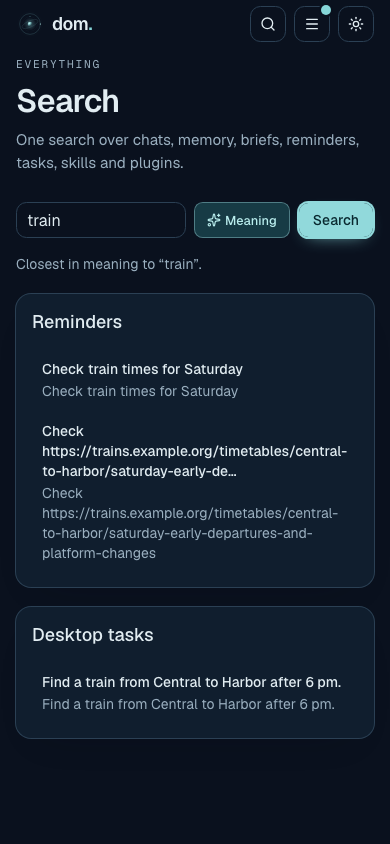 dom.
EVERYTHING
Search
One search over chats, memory, briefs, reminders,
tasks, skills and plugins.
train
Meaning
Search
Closest in meaning to “train”.
Reminders
Check train times for Saturday
Check train times for Saturday
Check
https://trains.example.org/timetables/central-
to-harbor/saturday-early-de…
Check
https://trains.example.org/timetables/central-
to-harbor/saturday-early-departures-and-
platform-changes
Desktop tasks
Find a train from Central to Harbor after 6 pm.
Find a train from Central to Harbor after 6 pm.